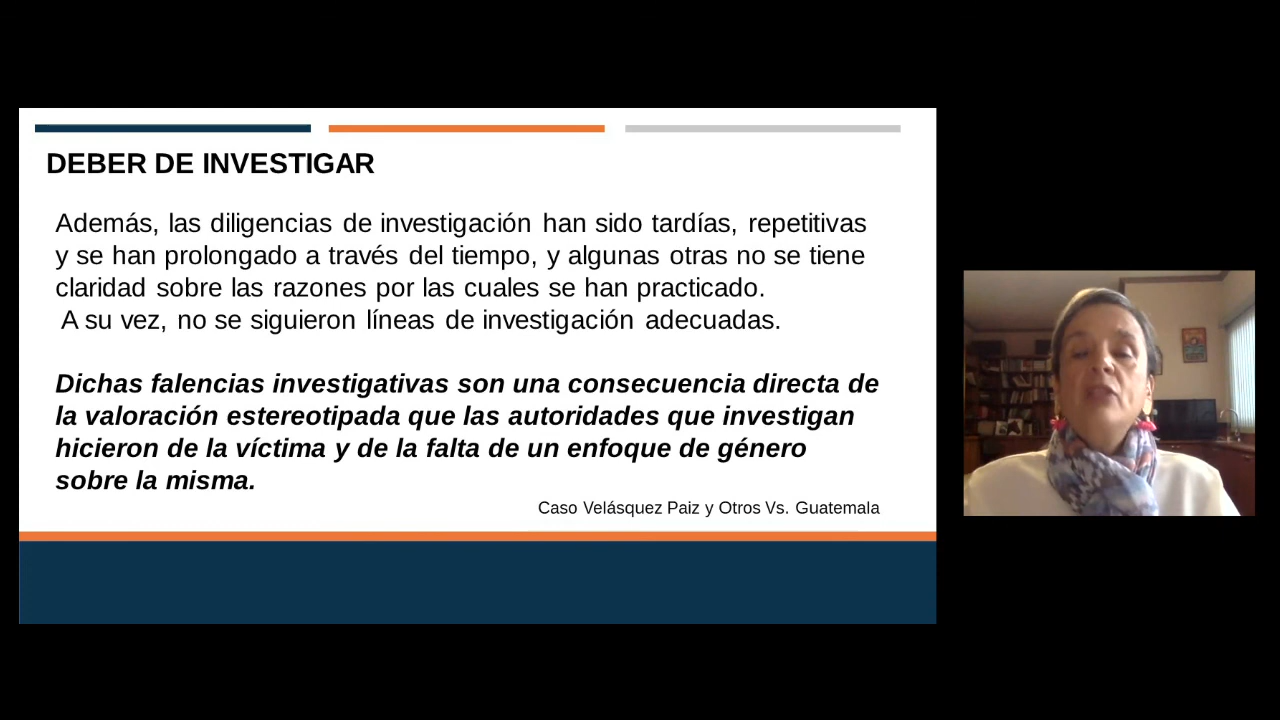 DEBER DE INVESTIGAR
Además, las diligencias de investigación han sido tardías, repetitivas
y se han prolongado a través del tiempo, y algunas otras no se tiene
claridad sobre las razones por las cuales se han practicado.
A su vez, no se siguieron líneas de investigación adecuadas.
Dichas falencias investigativas son una consecuencia directa de
la valoración estereotipada que las autoridades que investigan
hicieron de la víctima y de la falta de un enfoque de género
sobre la misma.
Caso Velásquez Paiz y Otros Vs. Guatemala